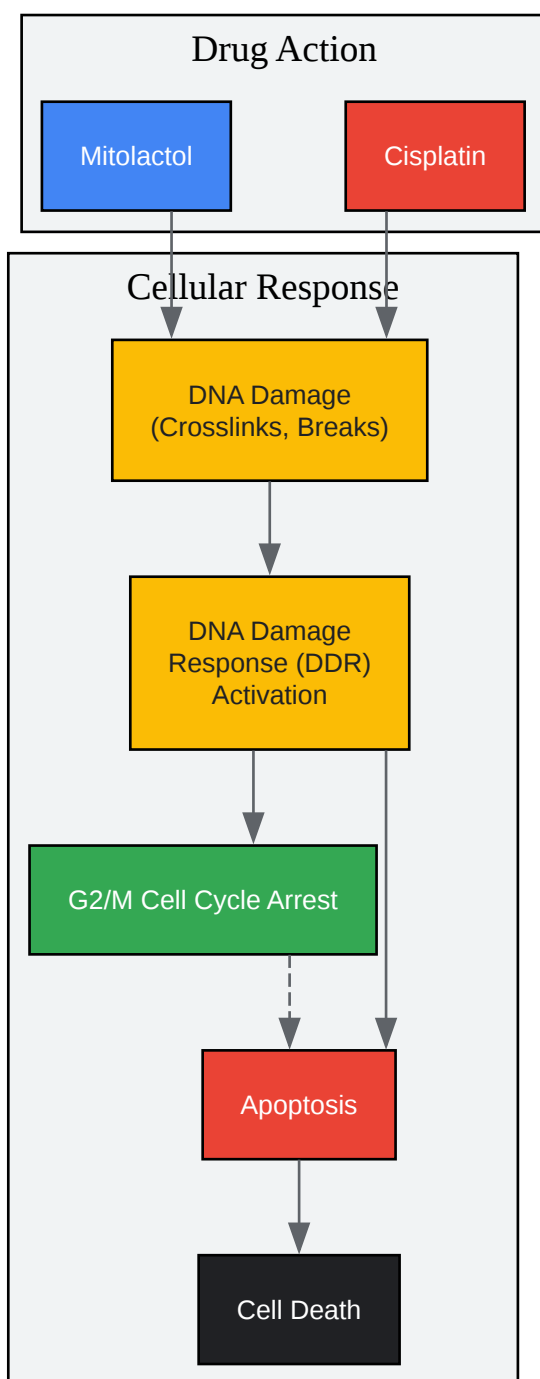 Drug Action
Mitolactol
Cisplatin
Cellular Response
DNA Damage
(Crosslinks, Breaks)
DNA Damage
Response (DDR)
Activation
G2/M Cell Cycle Arrest
Apoptosis
Cell Death